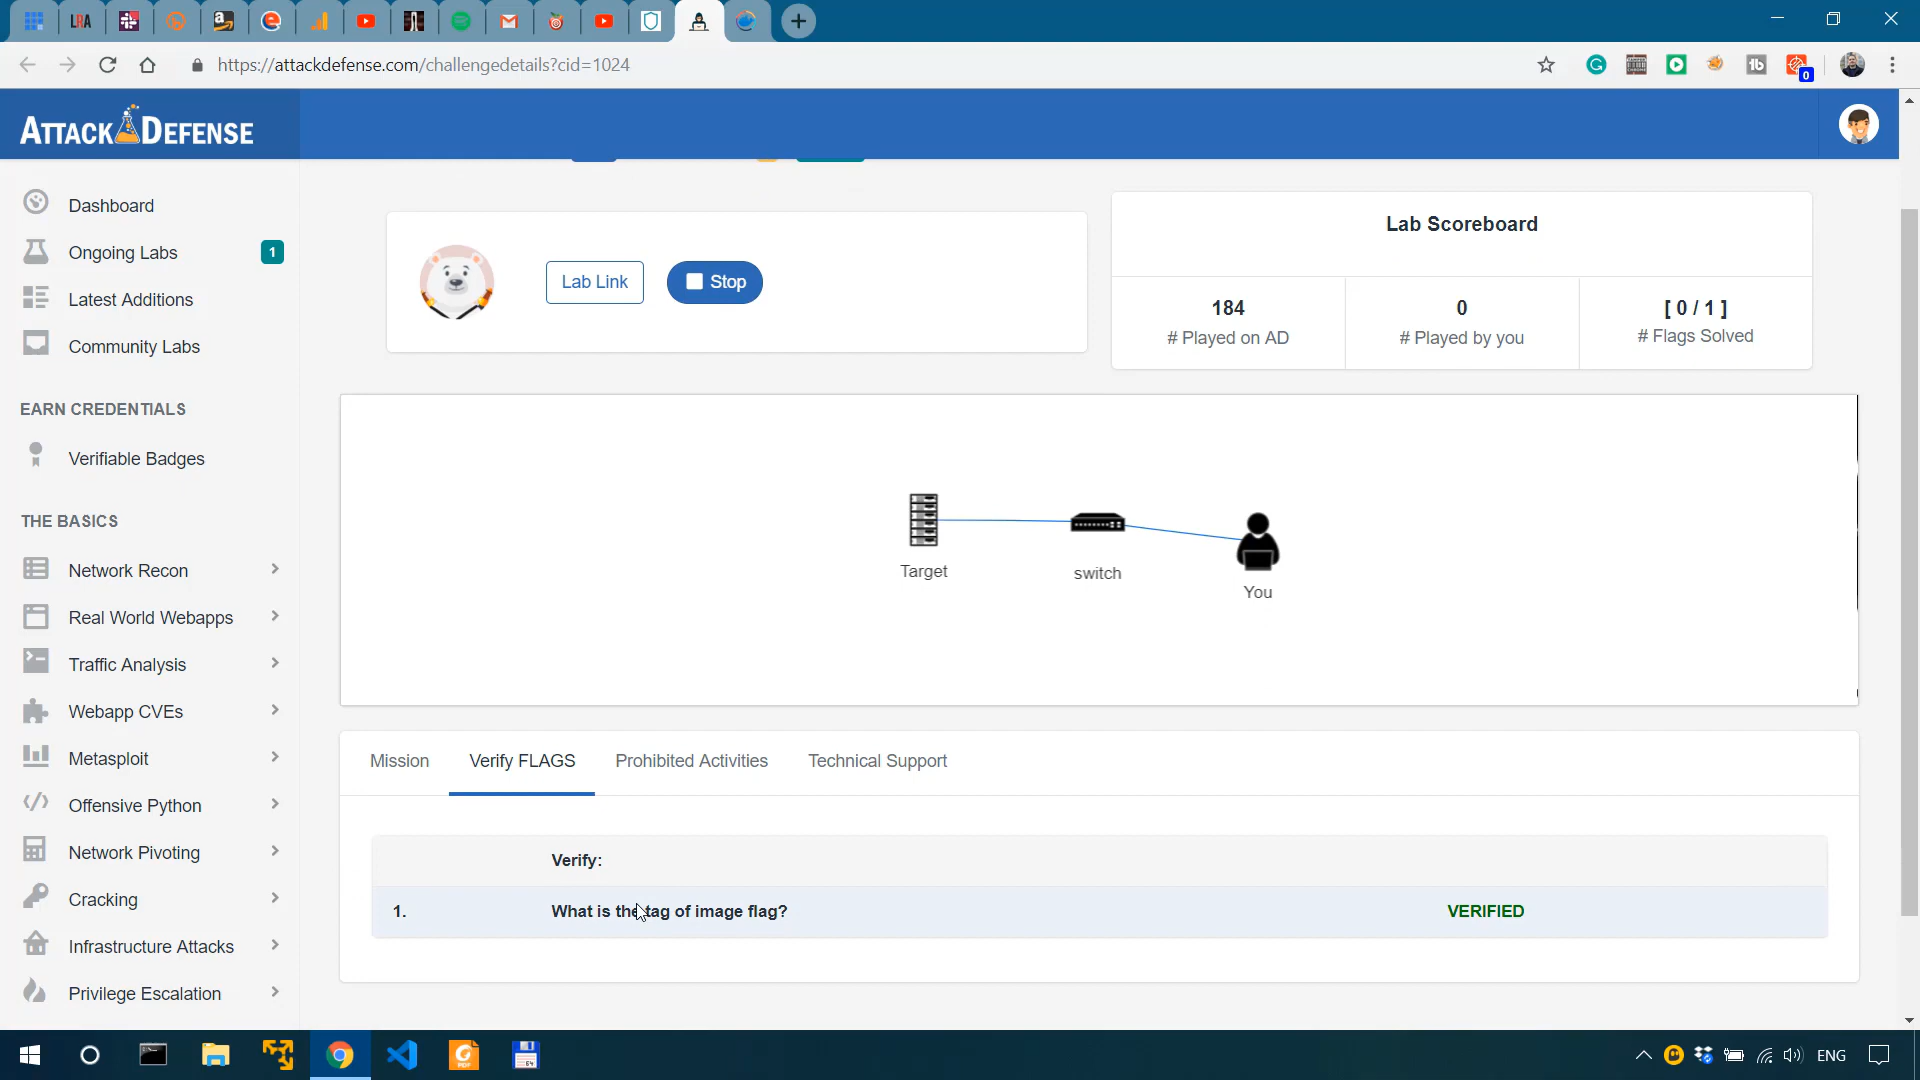 LRA
https://attackdefense.com/challengedetails?cid=1024
0
ATTACK DEFENSE
Dashboard
Ongoing Labs
1
Latest Additions
Community Labs
EARN CREDENTIALS
Verifiable Badges
THE BASICS
Network Recon
Real World Webapps
Traffic Analysis
Webapp CVEs
Metasploit
Offensive Python
Network Pivoting
Cracking
Infrastructure Attacks
Privilege Escalation
Lab Link
Stop
Lab Scoreboard
184
# Played on AD
0
# Played by you
[ 0 / 1 ]
# Flags Solved
Target
switch
You
Mission
Verify FLAGS
Prohibited Activities
Technical Support
Verify:
1.
What is the tag of image flag?
VERIFIED
ENG